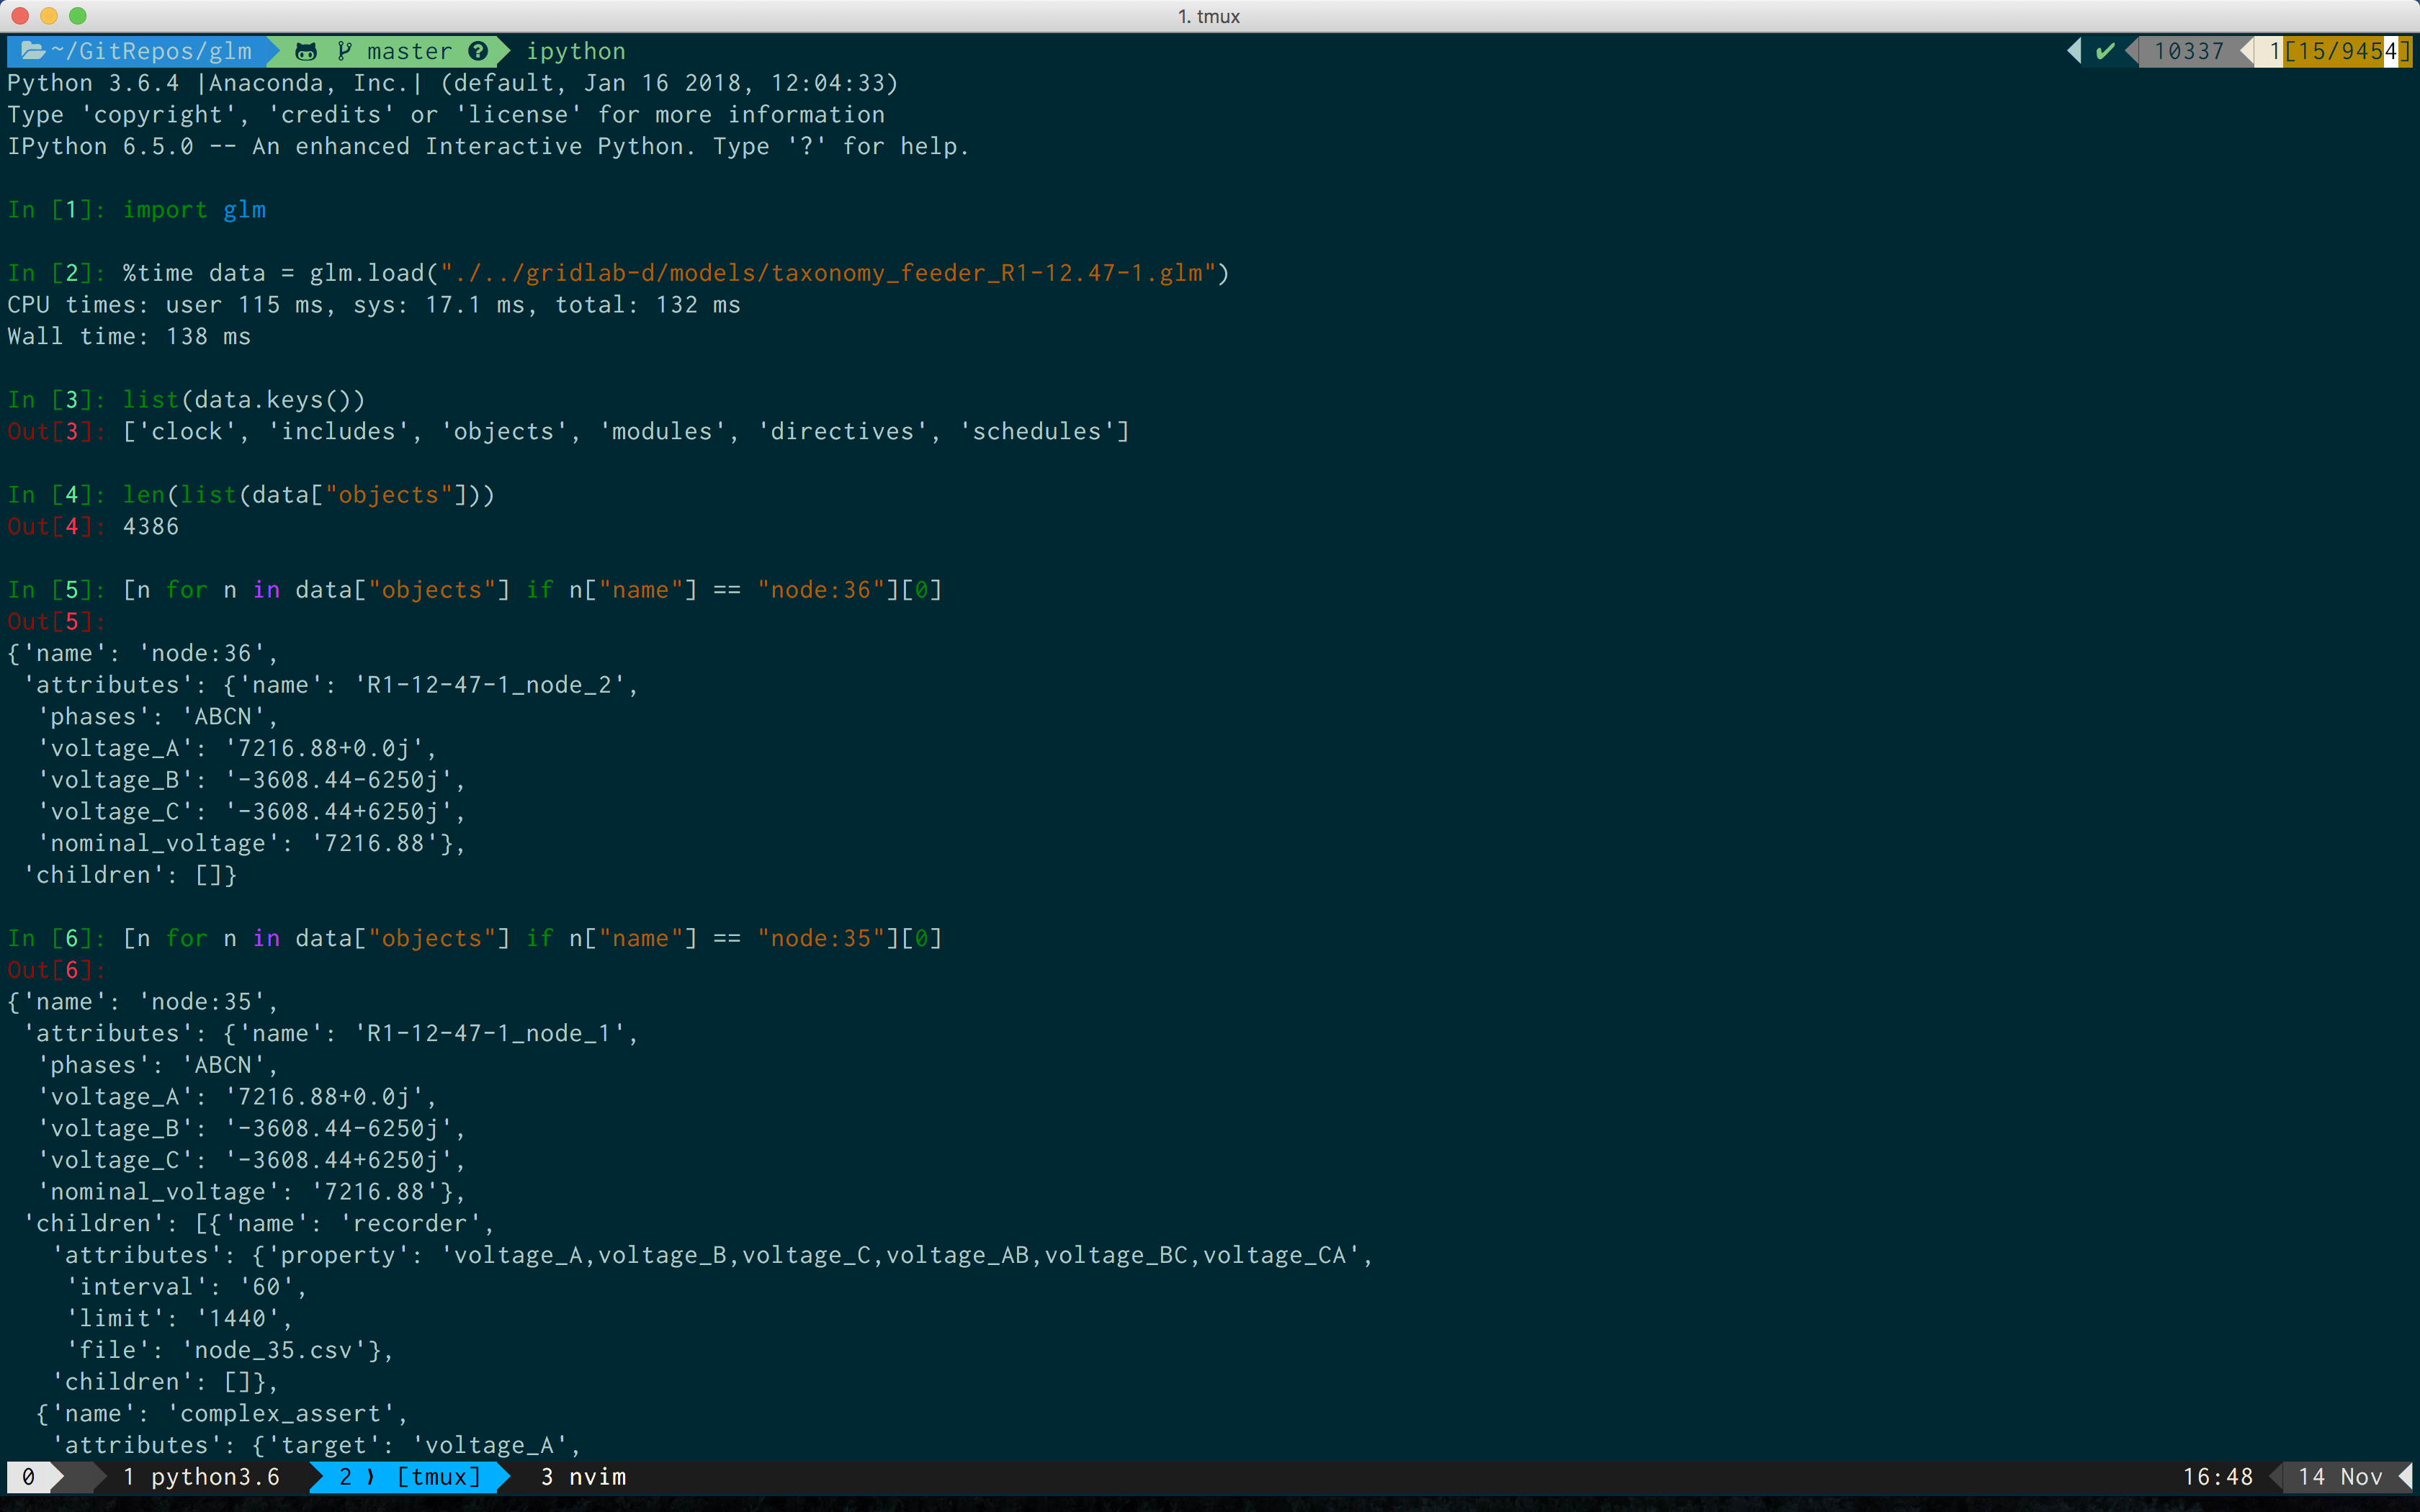 1. tmux
~/GitRepos/glm master ? ipython ✔ 10337 1[15/9454]
Python 3.6.4 |Anaconda, Inc.| (default, Jan 16 2018, 12:04:33)
Type 'copyright', 'credits' or 'license' for more information
IPython 6.5.0 -- An enhanced Interactive Python. Type '?' for help.
In [1]: import glm
In [2]: %time data = glm.load("./../gridlab-d/models/taxonomy_feeder_R1-12.47-1.glm")
CPU times: user 115 ms, sys: 17.1 ms, total: 132 ms
Wall time: 138 ms
In [3]: list(data.keys())
Out[3]: ['clock', 'includes', 'objects', 'modules', 'directives', 'schedules']
In [4]: len(list(data["objects"]))
Out[4]: 4386
In [5]: [n for n in data["objects"] if n["name"] == "node:36"][0]
Out[5]:
{'name': 'node:36',
 'attributes': {'name': 'R1-12-47-1_node_2',
  'phases': 'ABCN',
  'voltage_A': '7216.88+0.0j',
  'voltage_B': '-3608.44-6250j',
  'voltage_C': '-3608.44+6250j',
  'nominal_voltage': '7216.88'},
 'children': []}
In [6]: [n for n in data["objects"] if n["name"] == "node:35"][0]
Out[6]:
{'name': 'node:35',
 'attributes': {'name': 'R1-12-47-1_node_1',
  'phases': 'ABCN',
  'voltage_A': '7216.88+0.0j',
  'voltage_B': '-3608.44-6250j',
  'voltage_C': '-3608.44+6250j',
  'nominal_voltage': '7216.88'},
 'children': [{'name': 'recorder',
   'attributes': {'property': 'voltage_A,voltage_B,voltage_C,voltage_AB,voltage_BC,voltage_CA',
    'interval': '60',
    'limit': '1440',
    'file': 'node_35.csv'},
   'children': []},
  {'name': 'complex_assert',
   'attributes': {'target': 'voltage_A',
0 1 python3.6 2 ⟩ [tmux] 3 nvim 16:48 14 Nov